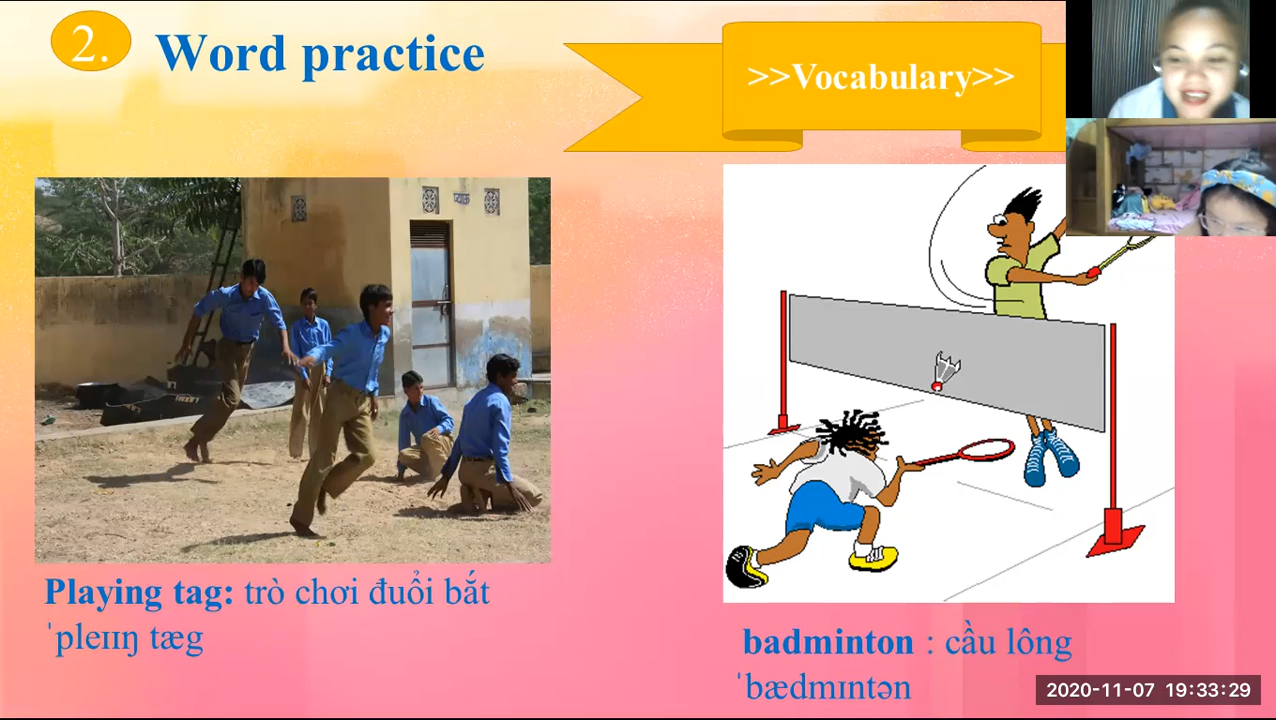 2. Word practice
>>Vocabulary>>
Playing tag: trò chơi đuổi bắt
ˈpleɪɪŋ tæg
badminton : cầu lông
ˈbædmɪntən
2020-11-07 19:33:29